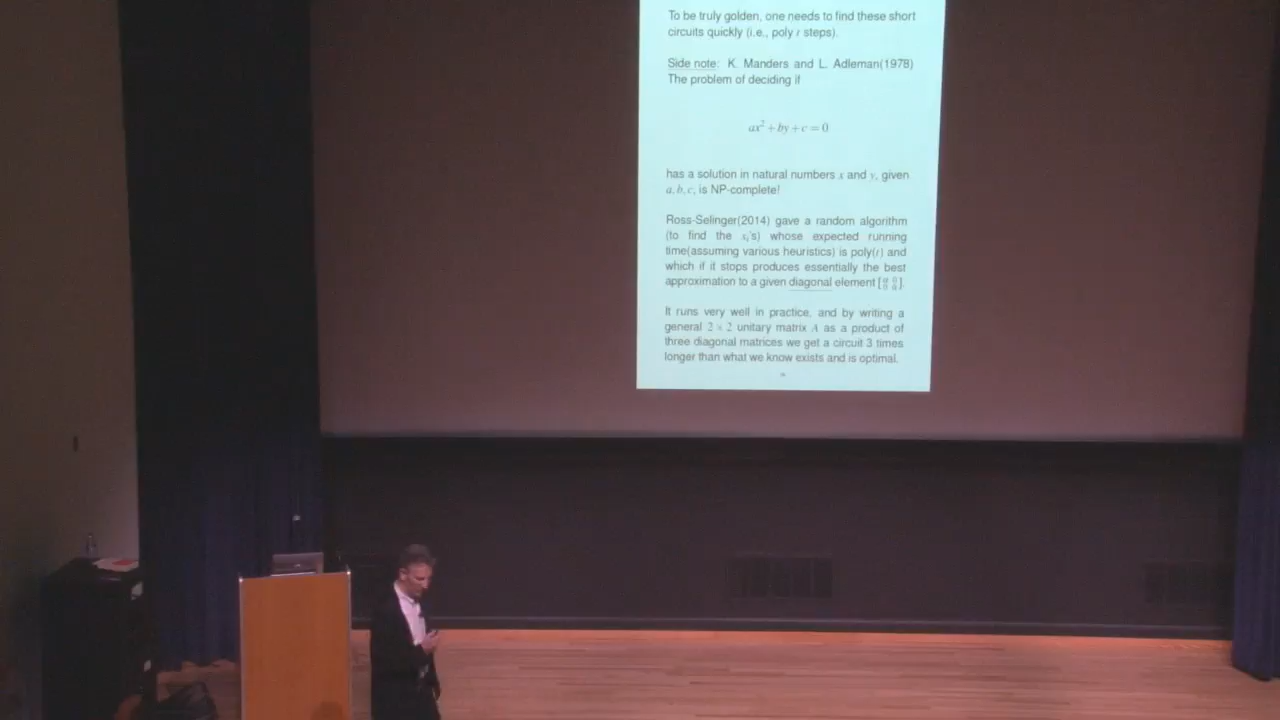 To be truly golden, one needs to find these short
circuits quickly (i.e., poly r steps).
Side note: K. Manders and L. Adleman(1978)
The problem of deciding if
ax² + by + c = 0
has a solution in natural numbers x and y, given
a, b, c, is NP-complete!
Ross-Selinger(2014) gave a random algorithm
(to find the xⱼ's) whose expected running
time(assuming various heuristics) is poly(r) and
which if it stops produces essentially the best
approximation to a given diagonal element
It runs very well in practice, and by writing a
general 2 × 2 unitary matrix A as a product of
three diagonal matrices we get a circuit 3 times
longer than what we know exists and is optimal.